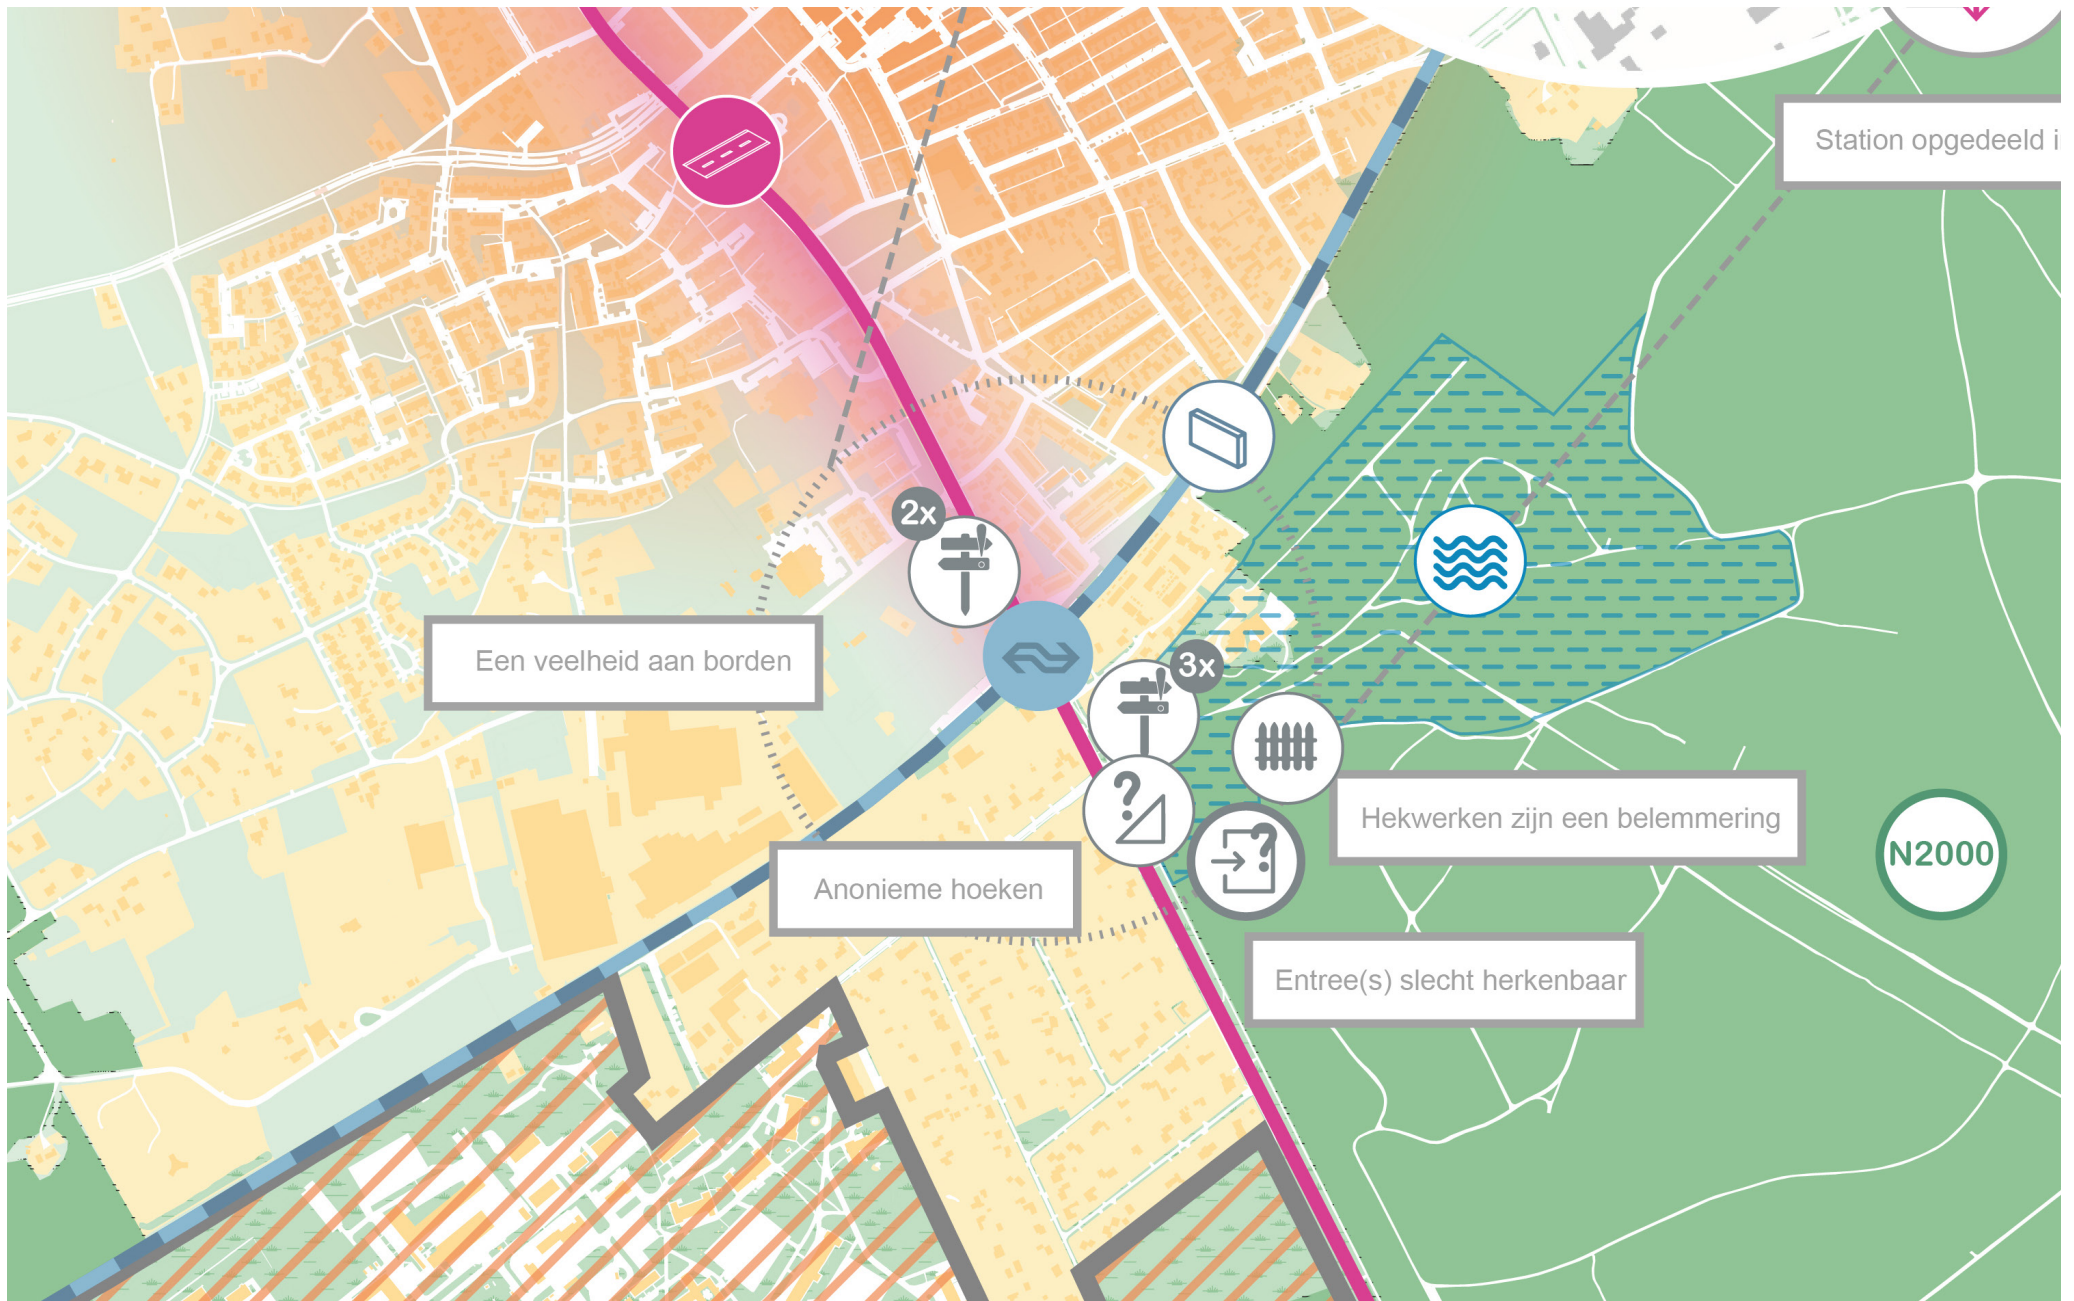 Station opgedeeld i
2x
Een veelheid aan borden
3x
Hekwerken zijn een belemmering
N2000
Anonieme hoeken
Entree(s) slecht herkenbaar